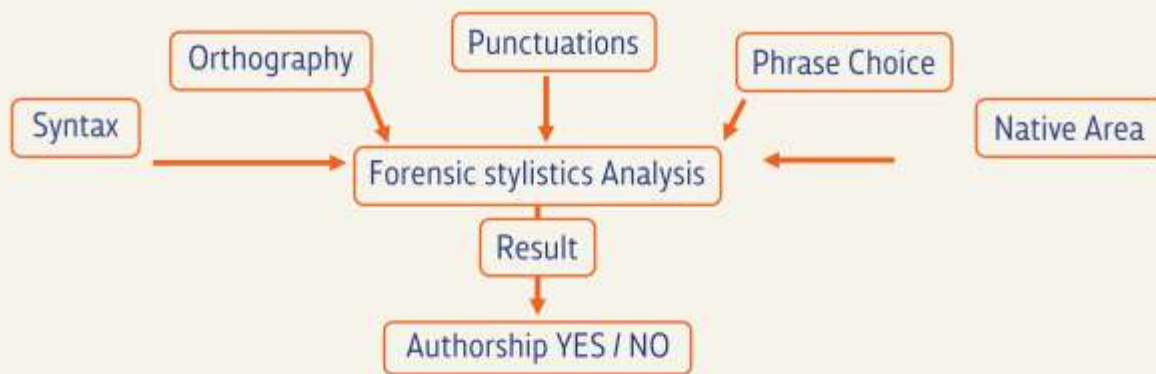 Punctuations
Orthography
Phrase Choice
Syntax
Native Area
Forensic stylistics Analysis
Result
Authorship YES / NO